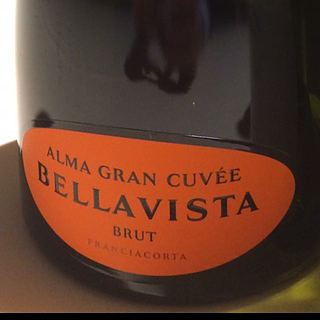 ALMA GRAN CUVÉE
BELLAVISTA
BRUT
FRANCIACORTA